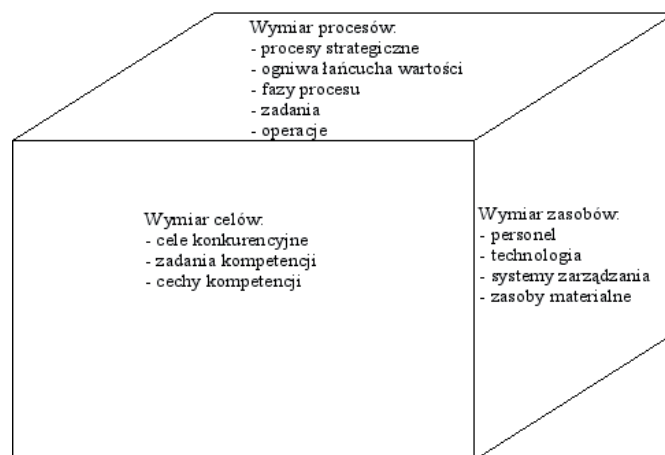 Wymiar procesów:
- procesy strategiczne
- ogniwa łańcucha wartości
- fazy procesu
- zadania
- operacje
Wymiar celów:
- cele konkurencyjne
- zadania kompetencji
- cechy kompetencji
Wymiar zasobów:
- personel
- technologia
- systemy zarządzania
- zasoby materialne